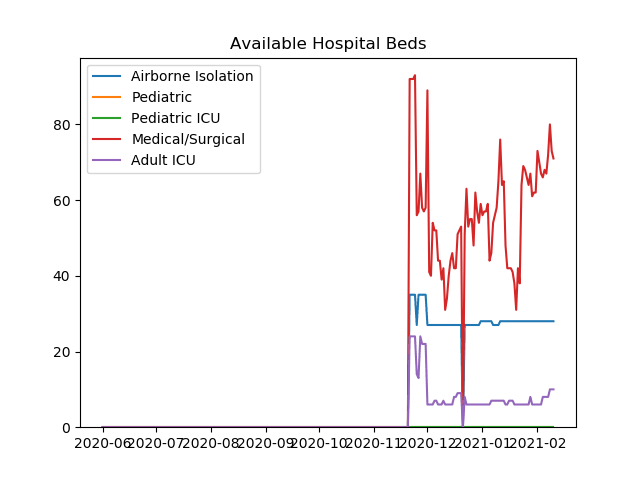 Available Hospital Beds
Airborne Isolation
Pediatric
Pediatric ICU
Medical/Surgical
Adult ICU
80
60
40
20
0
2020-06 2020-07 2020-08 2020-09 2020-10 2020-11 2020-12 2021-01 2021-02